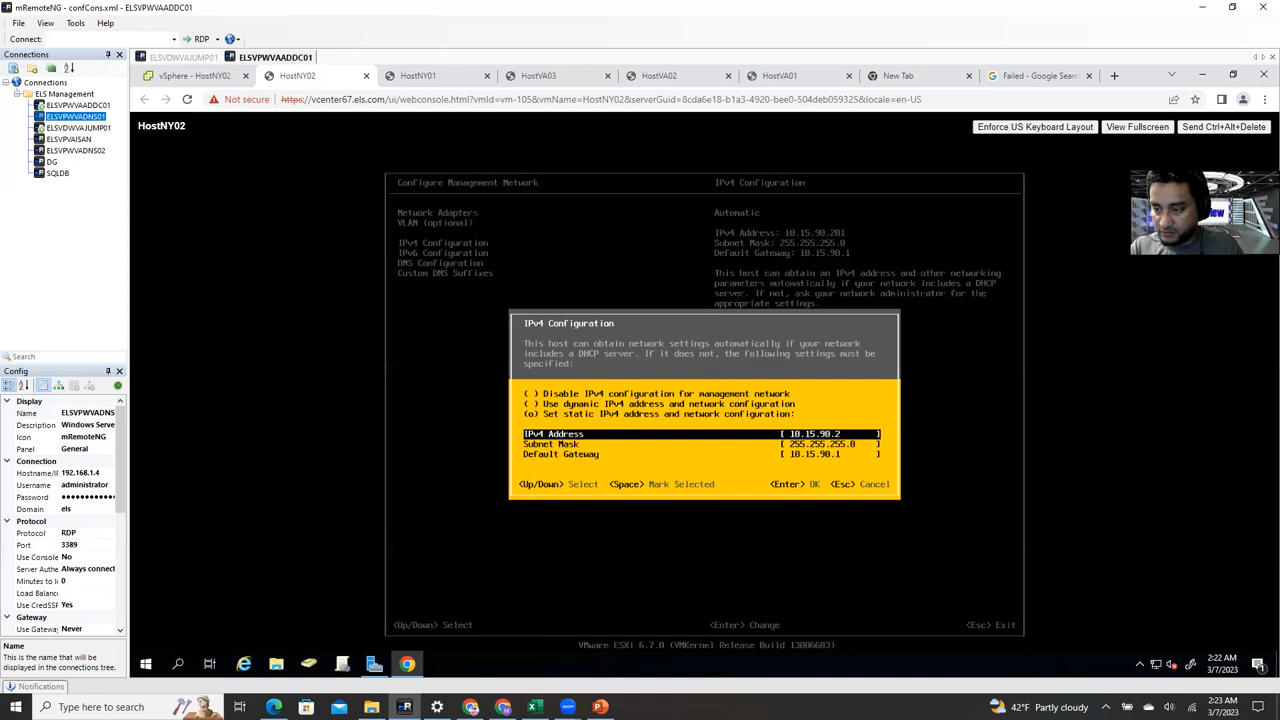 mRemoteNG - confCons.xml - ELSVPWVAADDC01
File View Tools Help
Connect: RDP
Connections
Connections
ELS Management
ELSVPWVAADDC01
ELSVPWVADNS01
ELSVDWVAJUMP01
ELSVPAVISAN
ELSVPWVADNS02
DG
SQLDB
Search
Config
Display
Name ELSVPWVADNS
Description Windows Serve
Icon mRemoteNG
Panel General
Connection
Hostname/IP 192.168.1.4
Username administrator
Password ••••••••••
Domain els
Protocol
Protocol RDP
Port 3389
Use Console No
Server Authe Always connect
Minutes to Ic 0
Load Balance
Use CredSSP Yes
Gateway
Use Gateway Never
Name
This is the name that will be
displayed in the connections tree.
Notifications
ELSVDWVAJUMP01 ELSVPWVAADDC01
vSphere - HostNY02 HostNY02 HostNY01 HostVA03 HostVA02 HostVA01 New Tab Failed - Google Search
Not secure https://vcenter67.els.com/ui/webconsole.html?vmId=vm-105&vmName=HostNY02&serverGuid=8cda6e18-b713-4920-bee0-504deb059325&locale=en-US
HostNY02
Enforce US Keyboard Layout View Fullscreen Send Ctrl+Alt+Delete
Configure Management Network
IPv4 Configuration
Network Adapters
VLAN (optional)
IPv4 Configuration
IPv6 Configuration
DNS Configuration
Custom DNS Suffixes
Automatic
IPv4 Address: 10.15.90.201
Subnet Mask: 255.255.255.0
Default Gateway: 10.15.90.1
This host can obtain an IPv4 address and other networking
parameters automatically if your network includes a DHCP
server. If not, ask your network administrator for the
appropriate settings.
IPv4 Configuration
This host can obtain network settings automatically if your network
includes a DHCP server. If it does not, the following settings must be
specified:
( ) Disable IPv4 configuration for management network
( ) Use dynamic IPv4 address and network configuration
(o) Set static IPv4 address and network configuration:
IPv4 Address [ 10.15.90.2 ]
Subnet Mask [ 255.255.255.0 ]
Default Gateway [ 10.15.90.1 ]
<Up/Down> Select <Space> Mark Selected <Enter> OK <Esc> Cancel
<Up/Down> Select <Enter> Change <Esc> Exit
VMware ESXi 6.7.0 (VMKernel Release Build 13006603)
2:22 AM
3/7/2023
Type here to search
42°F Partly cloudy
2:23 AM
3/7/2023